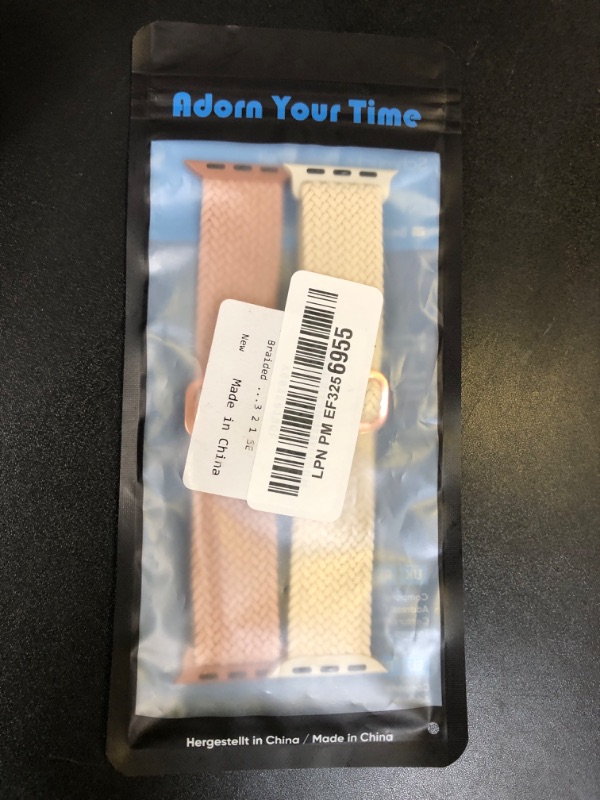 Adorn Your Time
Braided ...3 2 1 SE
New
Made in China
LPN PM EF3256955
Hergestellt in China / Made in China